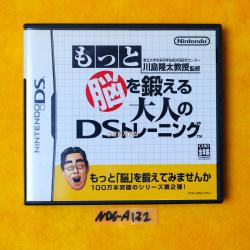 Nintendo
東北大学未来科学技術共同研究センター
川島隆太教授監修
もっと
脳を鍛える
大人の
DSトレーニング™
NINTENDO DS™
もっと「脳」を鍛えてみませんか
100万本突破のシリーズ第2弾!
NDS-A132